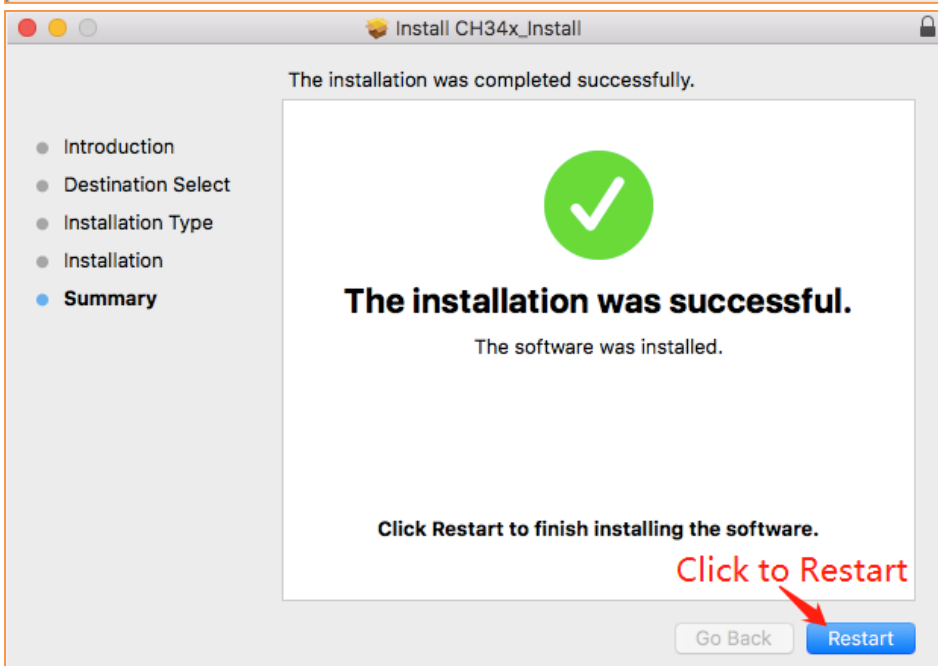 Install CH34x_Install
The installation was completed successfully.
Introduction
Destination Select
Installation Type
Installation
Summary
The installation was successful.
The software was installed.
Click Restart to finish installing the software.
Click to Restart
Go Back
Restart